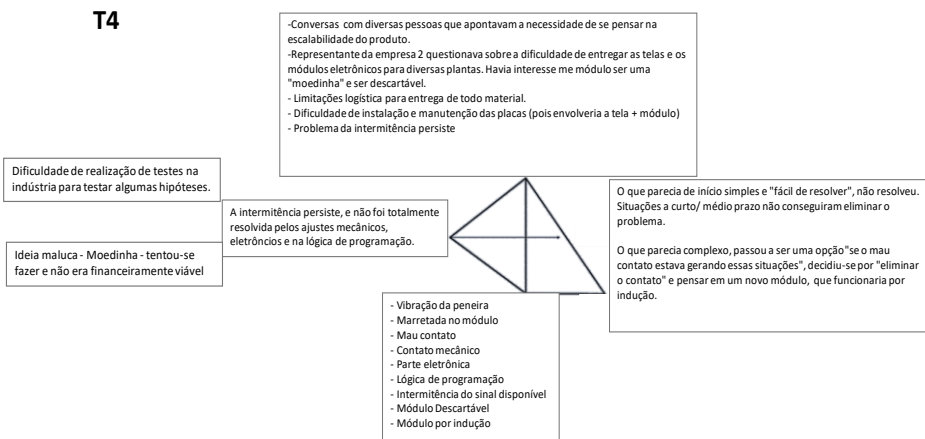 T4
-Conversas com diversas pessoas que apontavam a necessidade de se pensar na
escalabilidade do produto.
-Representante da empresa 2 questionava sobre a dificuldade de entregar as telas e os
módulos eletrônicos para diversas plantas. Havia interesse me módulo ser uma
"moedinha" e ser descartável.
- Limitações logística para entrega de todo material.
- Dificuldade de instalação e manutenção das placas (pois envolveria a tela + módulo)
- Problema da intermitência persiste
Dificuldade de realização de testes na
indústria para testar algumas hipóteses.
Ideia maluca - Moedinha - tentou-se
fazer e não era financeiramente viável
A intermitência persiste, e não foi totalmente
resolvida pelos ajustes mecânicos,
eletrôncios e na lógica de programação.
O que parecia de início simples e "fácil de resolver", não resolveu.
Situações a curto/ médio prazo não conseguiram eliminar o
problema.
O que parecia complexo, passou a ser uma opção "se o mau
contato estava gerando essas situações", decidiu-se por "eliminar
o contato" e pensar em um novo módulo, que funcionaria por
indução.
- Vibração da peneira
- Marretada no módulo
- Mau contato
- Contato mecânico
- Parte eletrônica
- Lógica de programação
- Intermitência do sinal disponível
- Módulo Descartável
- Módulo por indução